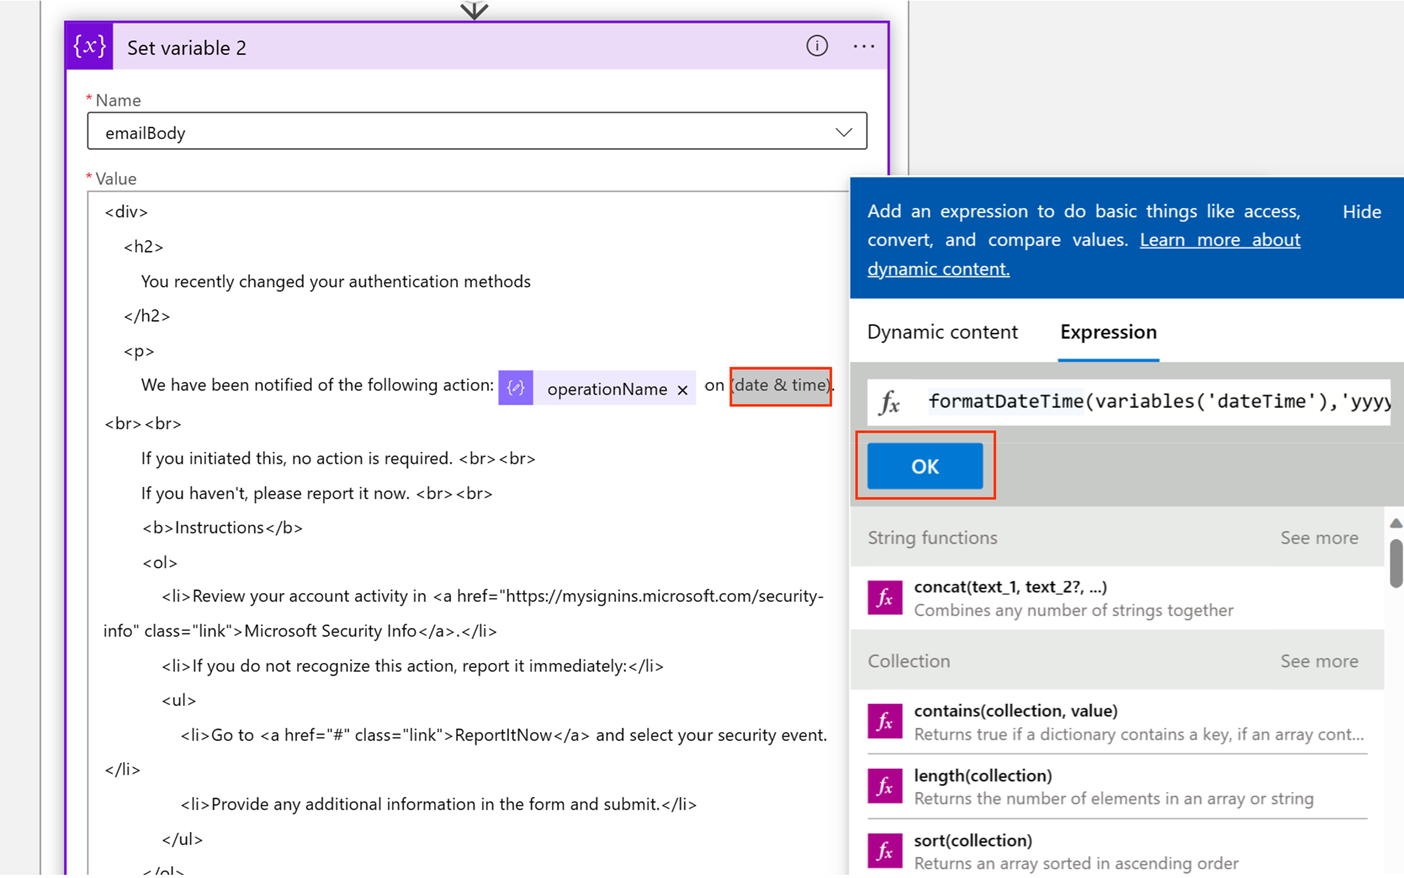 {x} Set variable 2
* Name
emailBody
* Value
<div>
<h2>
You recently changed your authentication methods
</h2>
<p>
We have been notified of the following action: operationName × on (date & time).
<br><br>
If you initiated this, no action is required. <br><br>
If you haven't, please report it now. <br><br>
<b>Instructions</b>
<ol>
<li>Review your account activity in <a href="https://mysignins.microsoft.com/security-
info" class="link">Microsoft Security Info</a>.</li>
<li>If you do not recognize this action, report it immediately:</li>
<ul>
<li>Go to <a href="#" class="link">ReportItNow</a> and select your security event.
</li>
<li>Provide any additional information in the form and submit.</li>
</ul>
</ol>
Add an expression to do basic things like access,
convert, and compare values. Learn more about
dynamic content.
Hide
Dynamic content Expression
fx formatDateTime(variables('dateTime'),'yyyy
OK
String functions See more
fx concat(text_1, text_2?, ...)
Combines any number of strings together
Collection See more
fx contains(collection, value)
Returns true if a dictionary contains a key, if an array cont...
fx length(collection)
Returns the number of elements in an array or string
fx sort(collection)
Returns an array sorted in ascending order